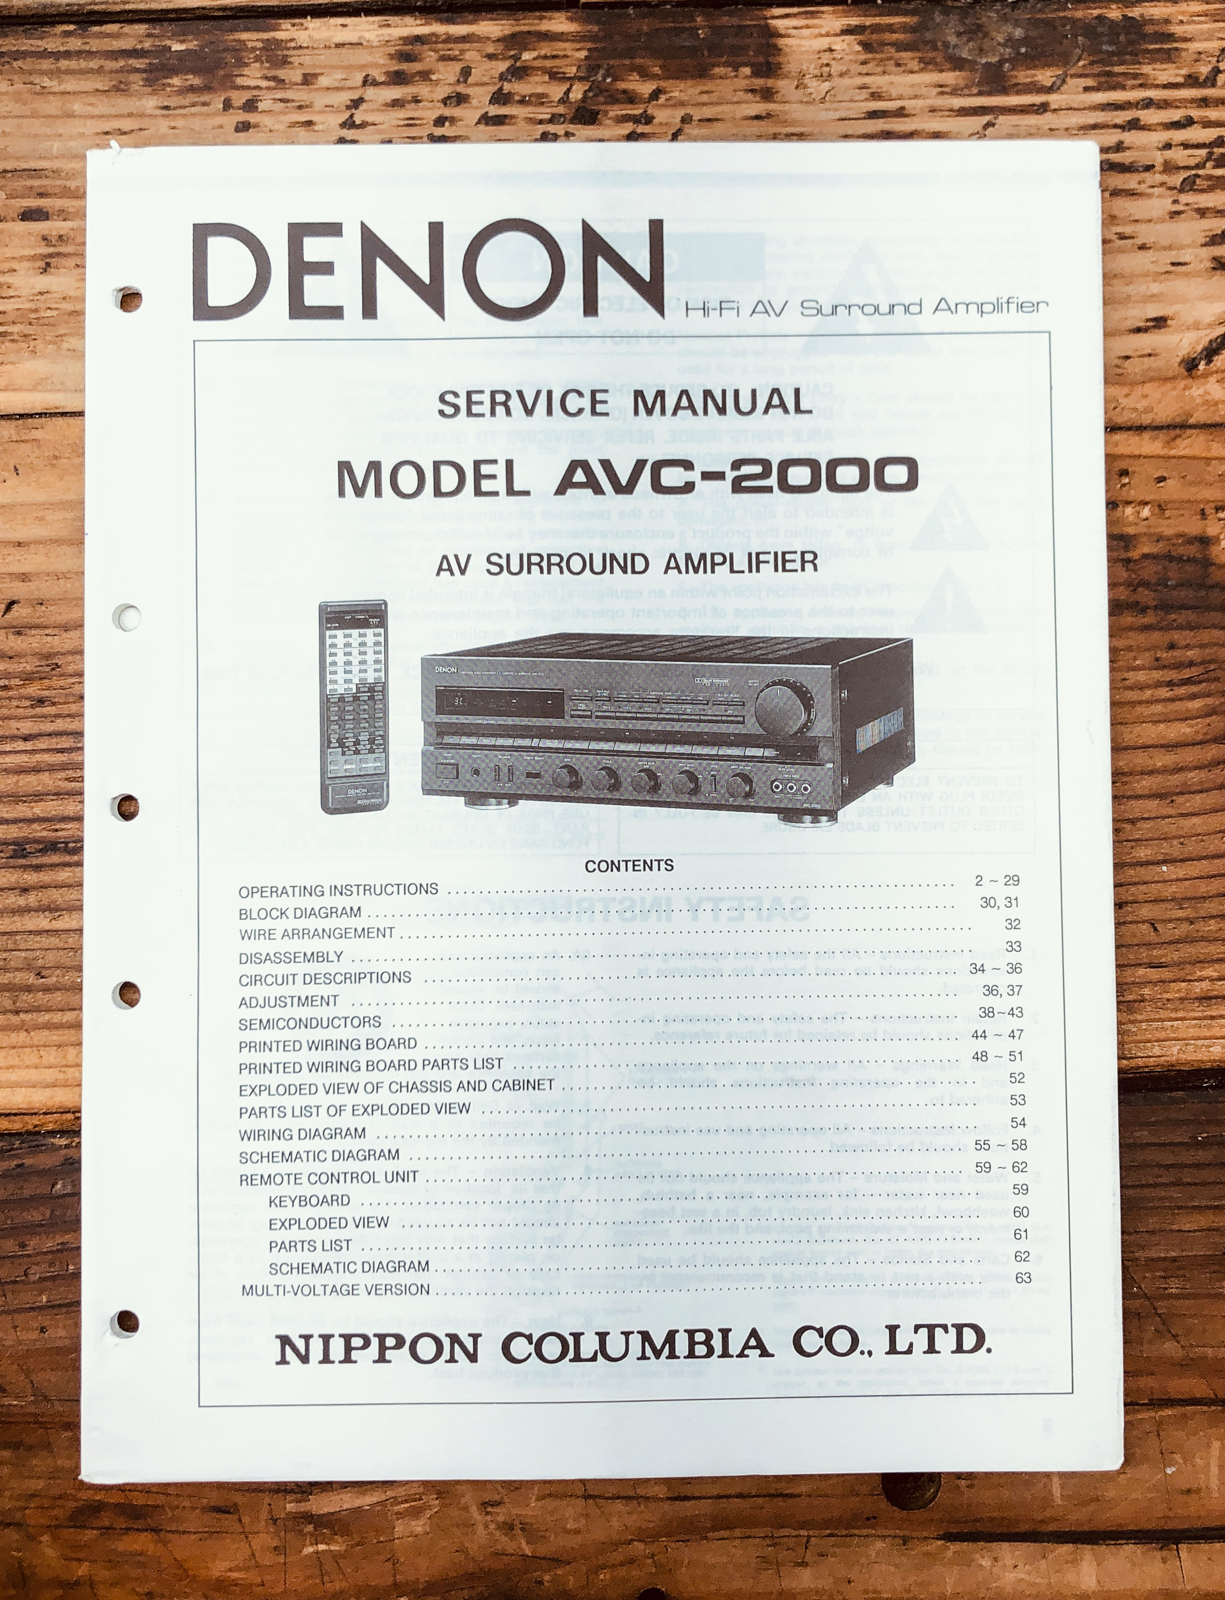 DENON Hi-Fi AV Surround Amplifier
SERVICE MANUAL
MODEL AVC-2000
AV SURROUND AMPLIFIER
DENON
DENON
CONTENTS
OPERATING INSTRUCTIONS 2 ~ 29
BLOCK DIAGRAM 30, 31
WIRE ARRANGEMENT 32
DISASSEMBLY 33
CIRCUIT DESCRIPTIONS 34 ~ 36
ADJUSTMENT 36, 37
SEMICONDUCTORS 38~43
PRINTED WIRING BOARD 44 ~ 47
PRINTED WIRING BOARD PARTS LIST 48 ~ 51
EXPLODED VIEW OF CHASSIS AND CABINET 52
PARTS LIST OF EXPLODED VIEW 53
WIRING DIAGRAM 54
SCHEMATIC DIAGRAM 55 ~ 58
REMOTE CONTROL UNIT 59 ~ 62
KEYBOARD 59
EXPLODED VIEW 60
PARTS LIST 61
SCHEMATIC DIAGRAM 62
MULTI-VOLTAGE VERSION 63
NIPPON COLUMBIA CO., LTD.